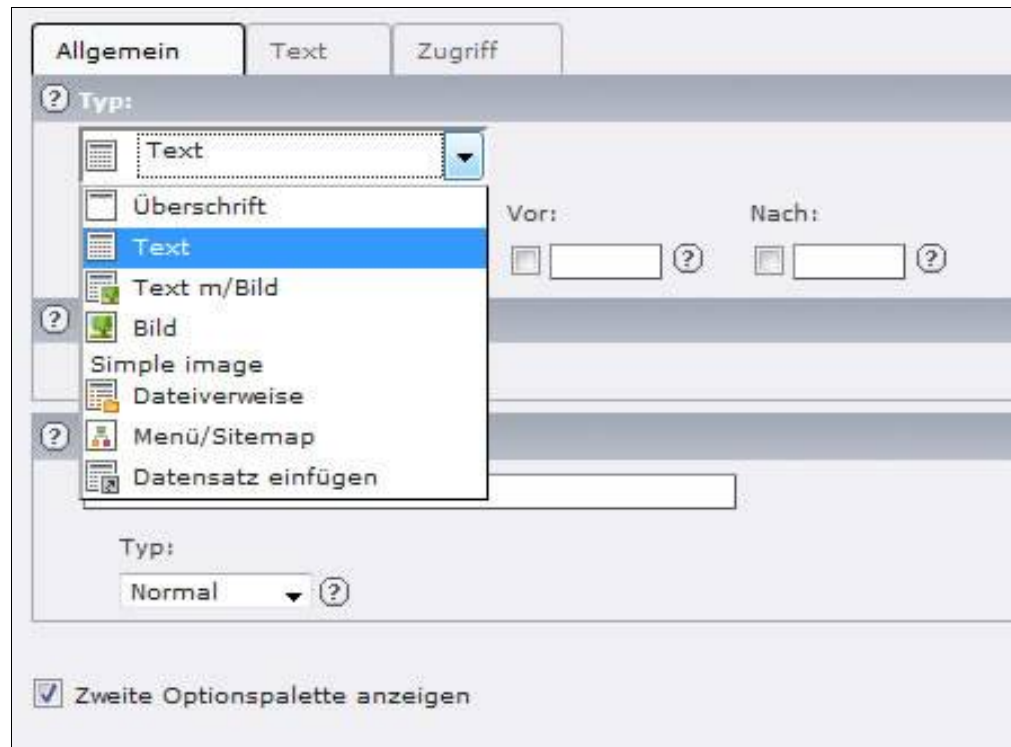 Allgemein Text Zugriff
Typ:
Text
Überschrift
Vor: Nach:
Text
Text m/Bild
Bild
Simple image
Dateiverweise
Menü/Sitemap
Datensatz einfügen
Typ:
Normal
Zweite Optionspalette anzeigen